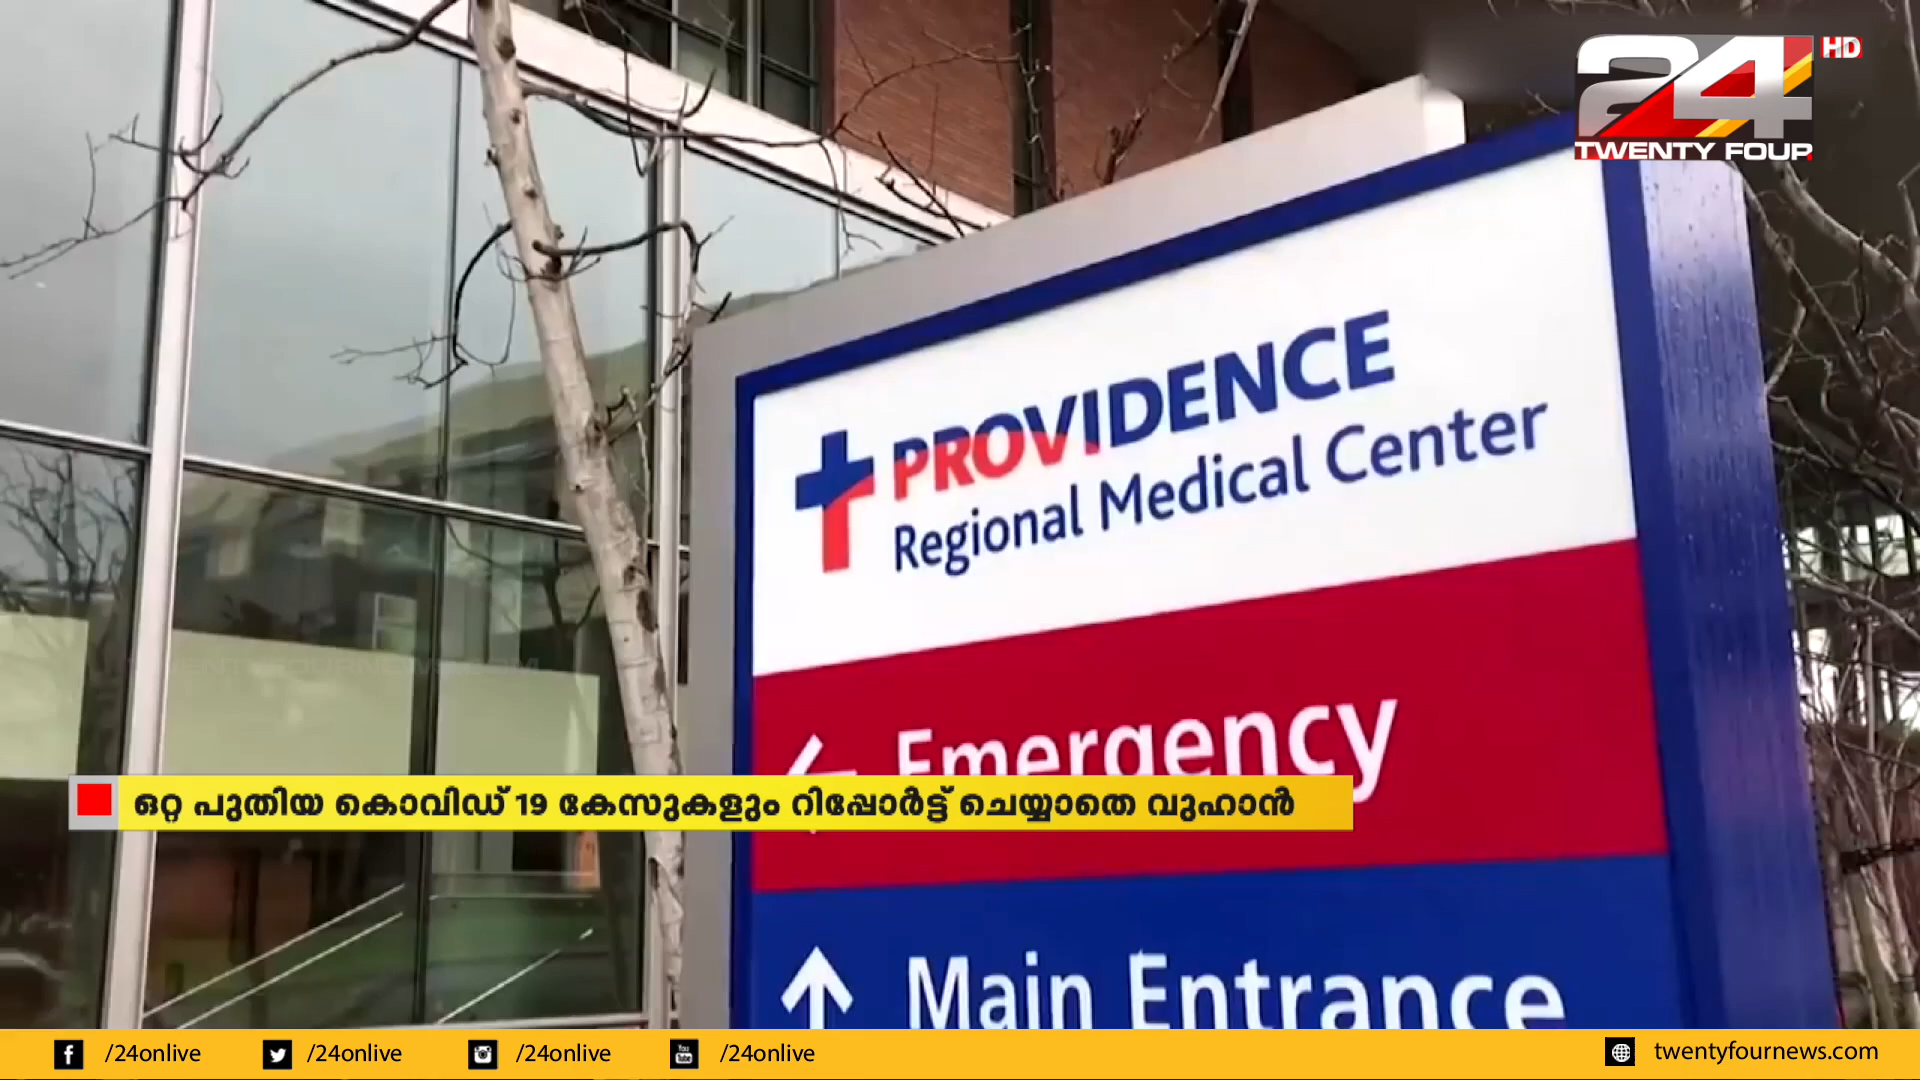 24 HD
TWENTY FOUR
PROVIDENCE
Regional Medical Center
Emergency
ഒറ്റ പുതിയ കൊവിഡ് 19 കേസുകളും റിപ്പോർട്ട് ചെയ്യാതെ വുഹാൻ
Main Entrance
/24onlive
/24onlive
/24onlive
/24onlive
twentyfournews.com